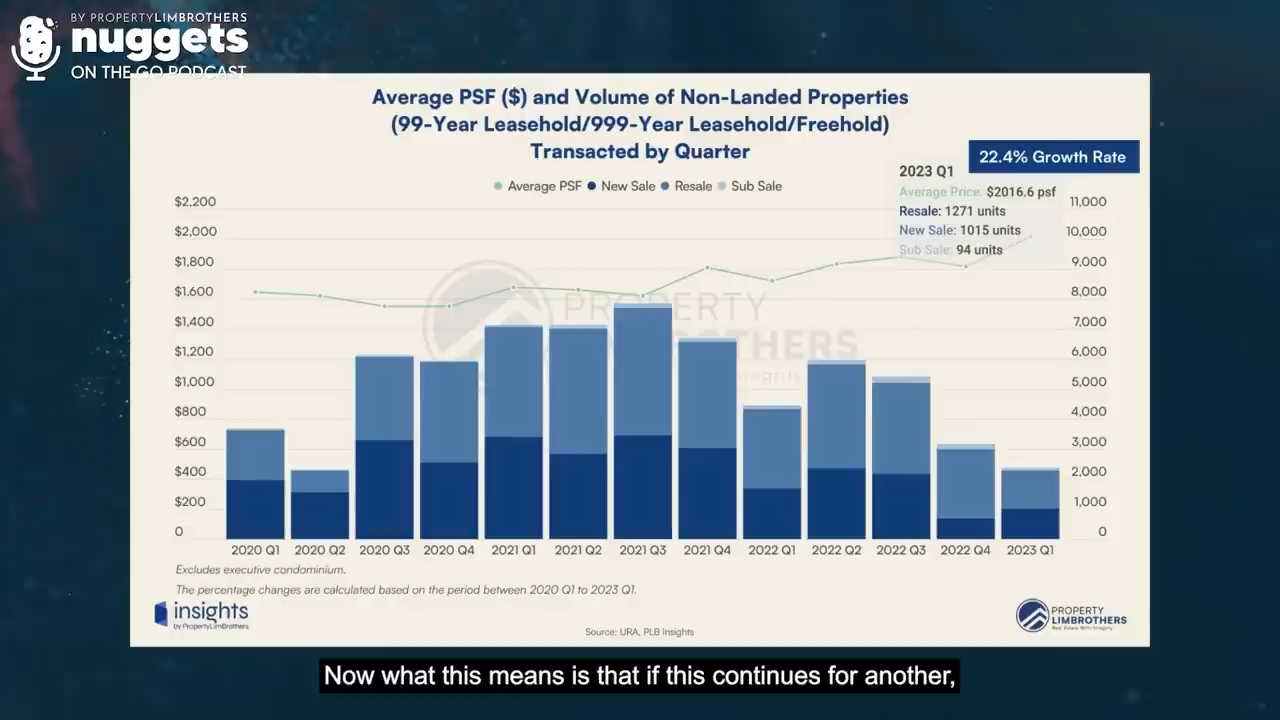 BY PROPERTYLIMBROTHERS
nuggets
ON THE GO PODCAST
Average PSF ($) and Volume of Non-Landed Properties
(99-Year Leasehold/999-Year Leasehold/Freehold)
Transacted by Quarter
22.4% Growth Rate
Average PSF New Sale Resale Sub Sale
2023 Q1
Average Price: $2016.6 psf
Resale: 1271 units
New Sale: 1015 units
Sub Sale: 94 units
$2,200
$2,000
$1,800
$1,600
$1,400
$1,200
$1,000
$800
$600
$400
$200
0
11,000
10,000
9,000
8,000
7,000
6,000
5,000
4,000
3,000
2,000
1,000
0
PROPERTY
2020 Q1 2020 Q2 2020 Q3 2020 Q4 2021 Q1 2021 Q2 2021 Q3 2021 Q4 2022 Q1 2022 Q2 2022 Q3 2022 Q4 2023 Q1
Excludes executive condominium.
The percentage changes are calculated based on the period between 2020 Q1 to 2023 Q1.
insights
by PropertyLimBrothers
Source: URA, PLB Insights
PROPERTY
LIMBROTHERS
Real Estate With Integrity
Now what this means is that if this continues for another,